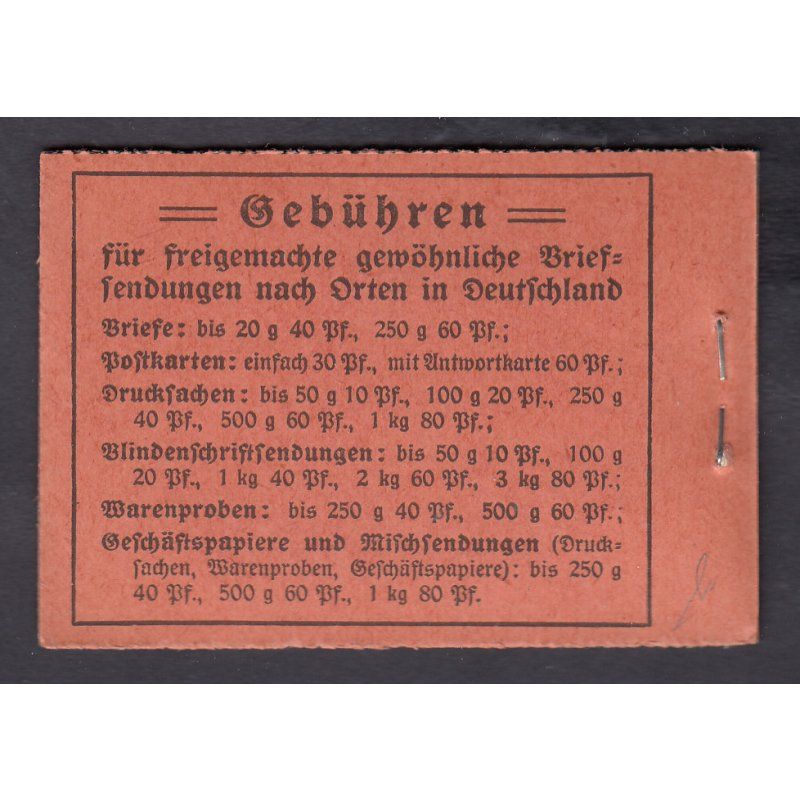 Gebühren
für freigemachte gewöhnliche Brief-
sendungen nach Orten in Deutschland
Briefe: bis 20 g 40 Pf., 250 g 60 Pf.;
Postkarten: einfach 30 Pf., mit Antwortkarte 60 Pf.;
Drucksachen: bis 50 g 10 Pf., 100 g 20 Pf., 250 g
40 Pf., 500 g 60 Pf., 1 kg 80 Pf.;
Blindenschriftsendungen: bis 50 g 10 Pf., 100 g
20 Pf., 1 kg 40 Pf., 2 kg 60 Pf., 3 kg 80 Pf.;
Warenproben: bis 250 g 40 Pf., 500 g 60 Pf.;
Geschäftspapiere und Mischsendungen (Druck-
sachen, Warenproben, Geschäftspapiere): bis 250 g
40 Pf., 500 g 60 Pf., 1 kg 80 Pf.